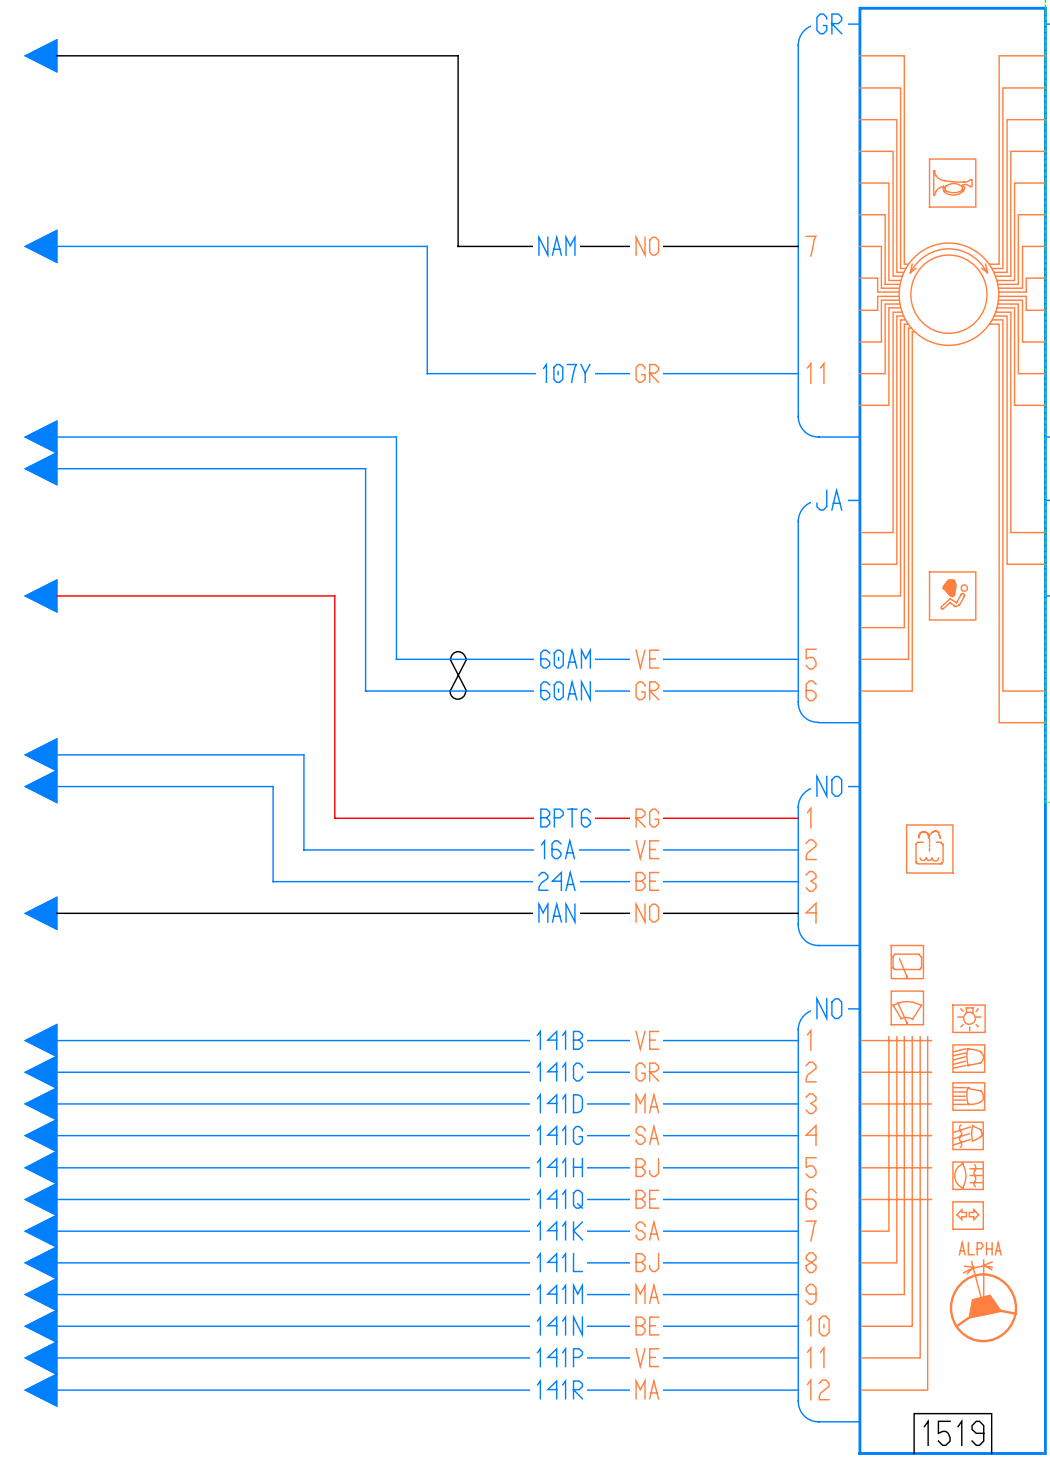 GR
NAM NO 7
107Y GR 11
JA
60AM VE 5
60AN GR 6
NO
BPT6 RG 1
16A VE 2
24A BE 3
MAN NO 4
NO
141B VE 1
141C GR 2
141D MA 3
141G SA 4
141H BJ 5
141Q BE 6
141K SA 7
141L BJ 8
ALPHA
141M MA 9
141N BE 10
141P VE 11
141R MA 12
1519